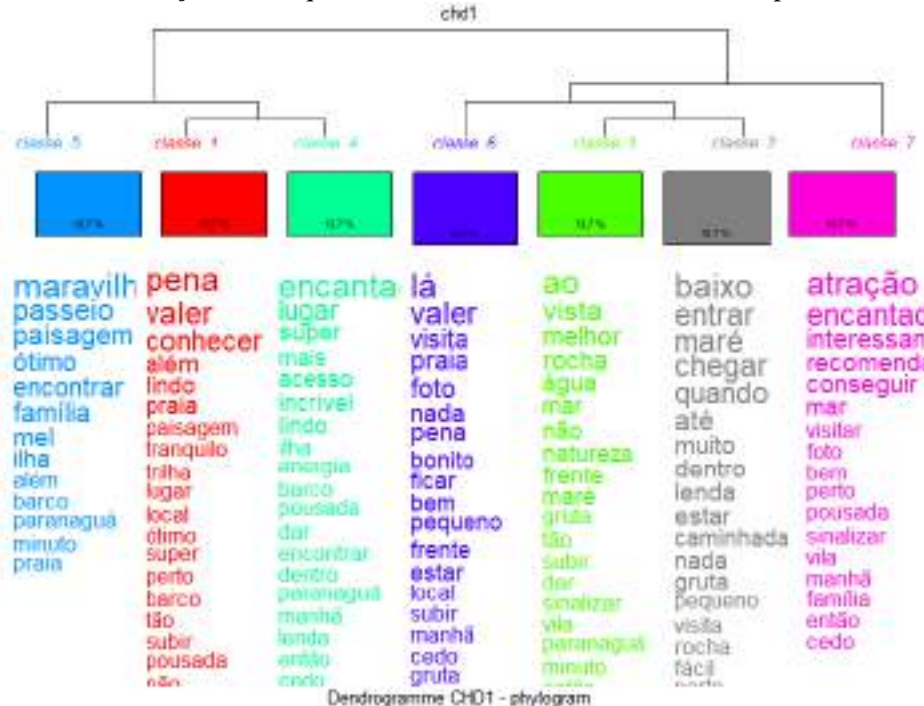 chd1
classe 5
classe 1
classe 4
classe 6
classe
classe
classe 7
maravilh
passeio
paisagem
ótimo
encontrar
família
mel
ilha
além
barco
paranaguá
minuto
praia
pena
valer
conhecer
além
lindo
praia
paisagem
tranquilo
trilha
lugar
local
ótimo
super
perto
barco
tão
subir
pousada
não
encanta
lugar
super
mais
acesso
incrível
lindo
ilha
energia
barco
pousada
dar
encontrar
dentro
paranaguá
manhã
lenda
então
cedo
lá
valer
visita
praia
foto
nada
pena
bonito
ficar
bem
pequeno
frente
estar
local
subir
manhã
cedo
gruta
ao
vista
melhor
rocha
água
mar
não
natureza
frente
maré
gruta
tão
subir
dar
sinalizar
vila
paranaguá
minuto
baixo
entrar
maré
chegar
quando
até
muito
dentro
lenda
estar
caminhada
nada
gruta
pequeno
visita
rocha
fácil
atração
encantad
interessan
recomenda
conseguir
mar
visitar
foto
bem
perto
pousada
sinalizar
vila
manhã
família
então
cedo
Dendrogramme CHD1 - phylogram